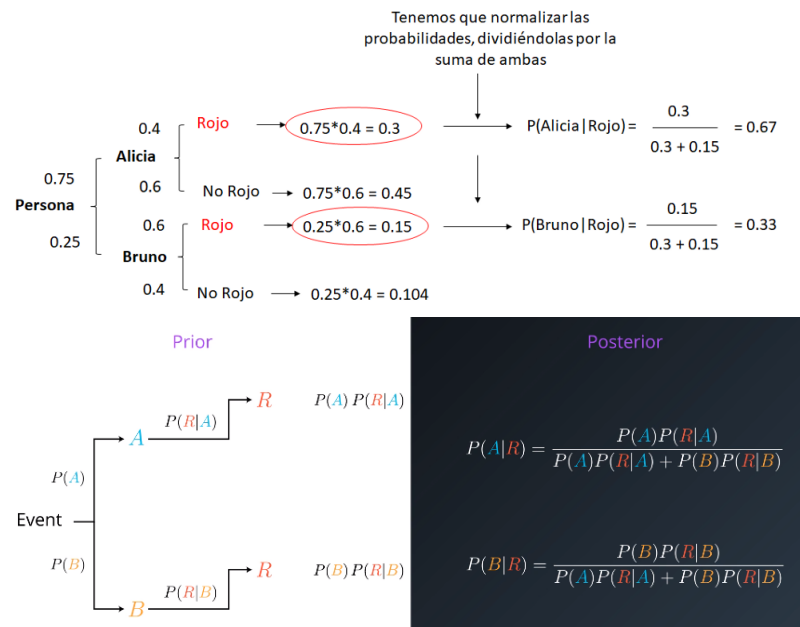 Tenemos que normalizar las
probabilidades, dividiéndolas por la
suma de ambas
0.4 Rojo 0.75*0.4 = 0.3 P(Alicia|Rojo) = 0.3 / 0.3 + 0.15 = 0.67
Alicia
0.75 0.6 No Rojo 0.75*0.6 = 0.45
Persona
0.25 0.6 Rojo 0.25*0.6 = 0.15 P(Bruno|Rojo) = 0.15 / 0.3 + 0.15 = 0.33
Bruno
0.4 No Rojo 0.25*0.4 = 0.104
Prior
P(R|A) R P(A) P(R|A)
A
P(A)
Event
P(B)
P(R|B) R P(B) P(R|B)
B
Posterior
P(A|R) = P(A)P(R|A) / P(A)P(R|A) + P(B)P(R|B)
P(B|R) = P(B)P(R|B) / P(A)P(R|A) + P(B)P(R|B)